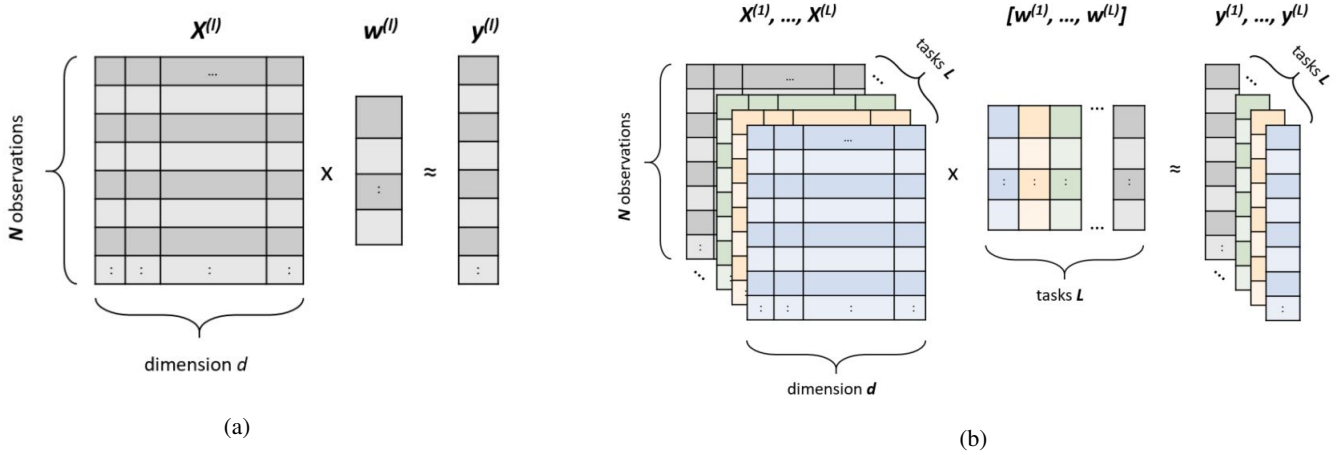 X(l) w(l) y(l)
...
N observations
x
:
≈
: : : : :
dimension d
(a)
X(1), ..., X(L) [w(1), ..., w(L)] y(1), ..., y(L)
tasks L
tasks L
... ...
...
...
N observations
...
x
: : : ... :
≈
...
:
:
...
...
tasks L
: : : :
:
dimension d
(b)